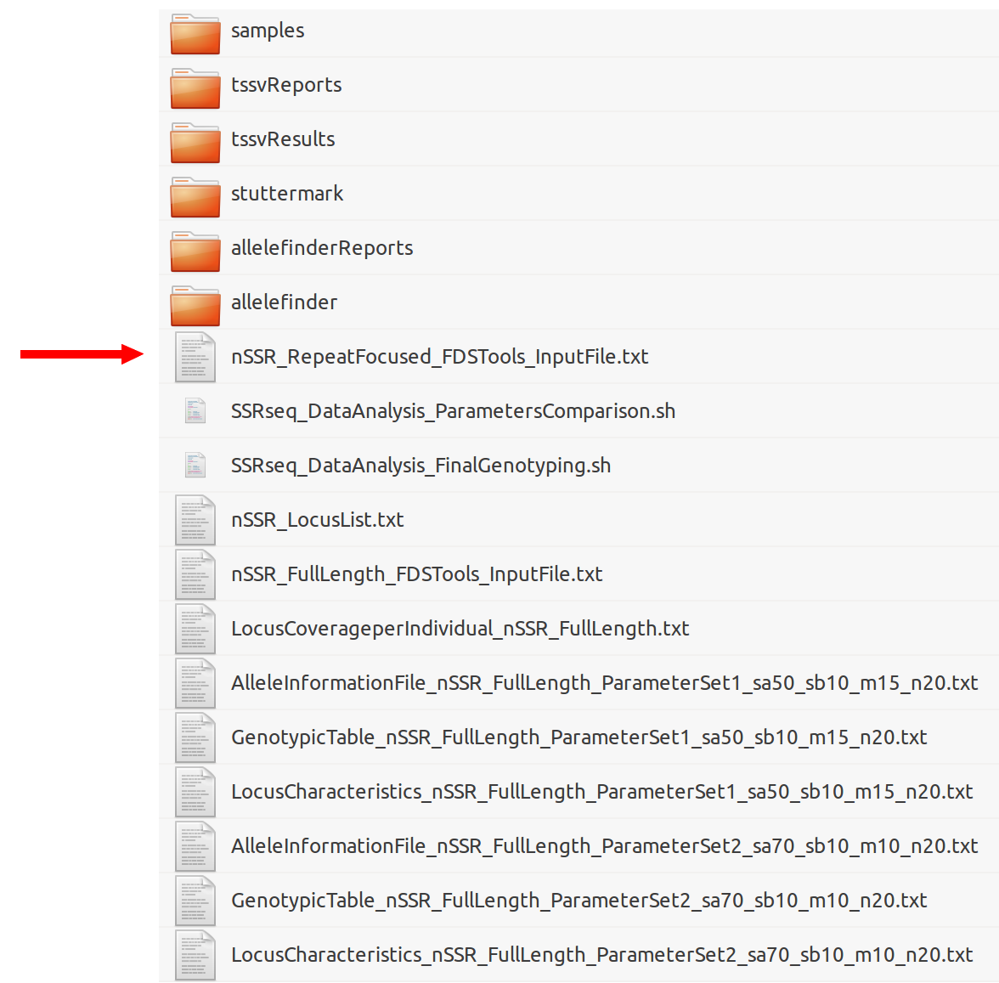 samples
tssvReports
tssvResults
stuttermark
allelefinderReports
allelefinder
nSSR_RepeatFocused_FDSTools_InputFile.txt
SSRseq_DataAnalysis_ParametersComparison.sh
SSRseq_DataAnalysis_FinalGenotyping.sh
nSSR_LocusList.txt
nSSR_FullLength_FDSTools_InputFile.txt
LocusCoverageperIndividual_nSSR_FullLength.txt
AlleleInformationFile_nSSR_FullLength_ParameterSet1_sa50_sb10_m15_n20.txt
GenotypicTable_nSSR_FullLength_ParameterSet1_sa50_sb10_m15_n20.txt
LocusCharacteristics_nSSR_FullLength_ParameterSet1_sa50_sb10_m15_n20.txt
AlleleInformationFile_nSSR_FullLength_ParameterSet2_sa70_sb10_m10_n20.txt
GenotypicTable_nSSR_FullLength_ParameterSet2_sa70_sb10_m10_n20.txt
LocusCharacteristics_nSSR_FullLength_ParameterSet2_sa70_sb10_m10_n20.txt